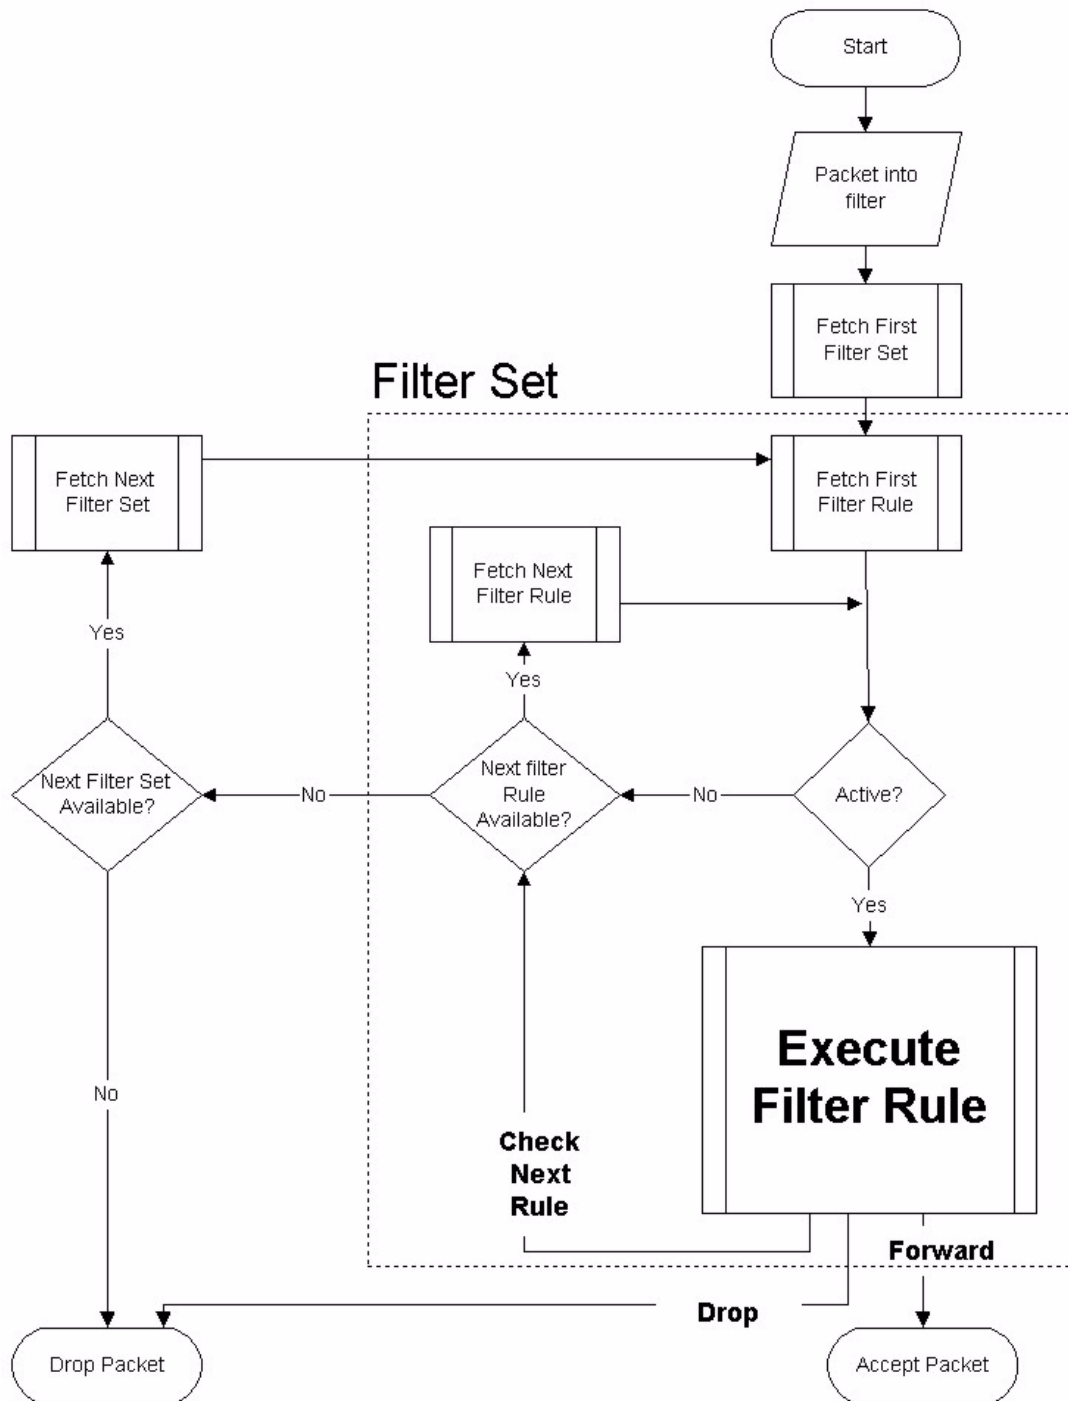 Start
Packet into
filter
Fetch First
Filter Set
Filter Set
Fetch Next
Filter Set
Fetch First
Filter Rule
Fetch Next
Filter Rule
Yes
Yes
Next Filter Set
Available?
No
Next filter
Rule
Available?
No
Active?
Yes
Execute
Filter Rule
No
Check
Next
Rule
Forward
Drop
Drop Packet
Accept Packet